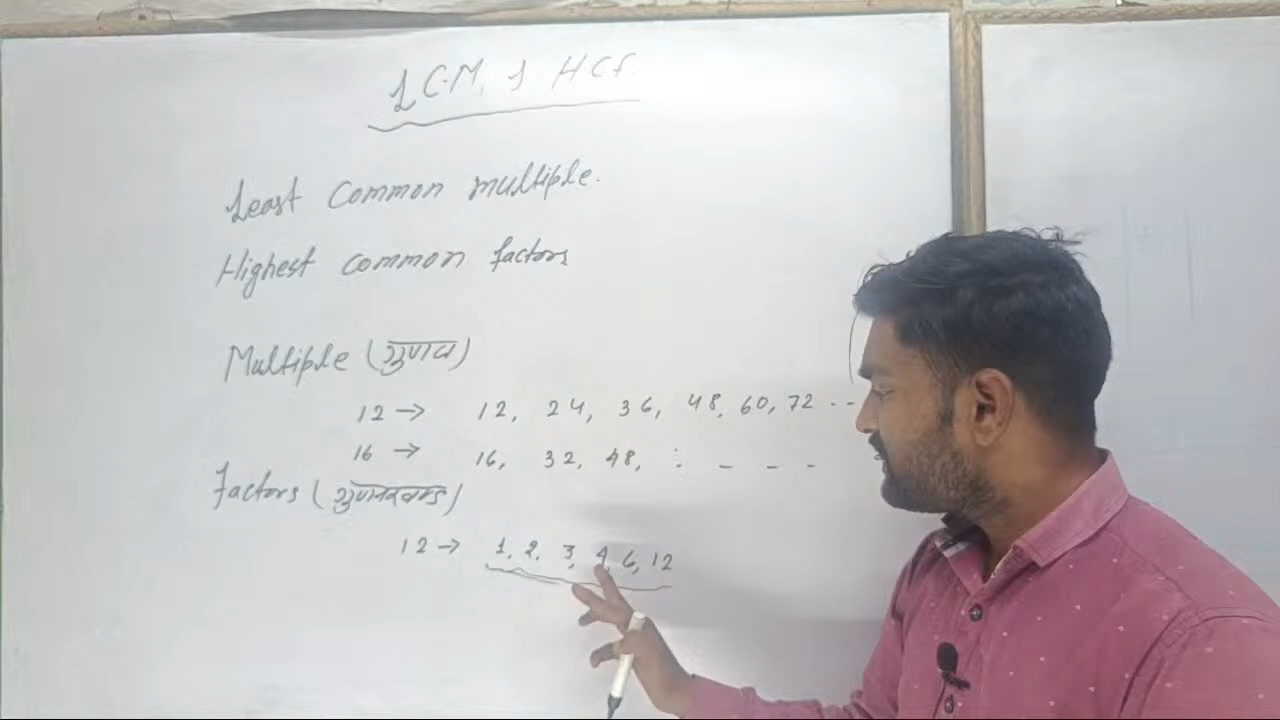 L C.M, & HCf.
Least Common multiple.
Highest common factors
Multiple (गुणज)
12 → 12, 24, 36, 48, 60, 72 . - -
16 → 16, 32, 48, : - - -
Factors (गुणनखण्ड)
12 → 1, 2, 3, 4, 6, 12